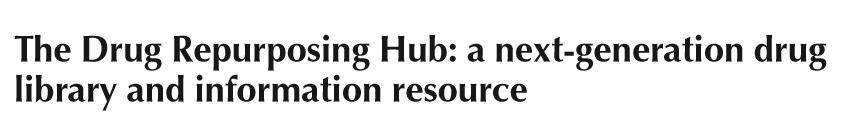 The Drug Repurposing Hub: a next-generation drug
library and information resource